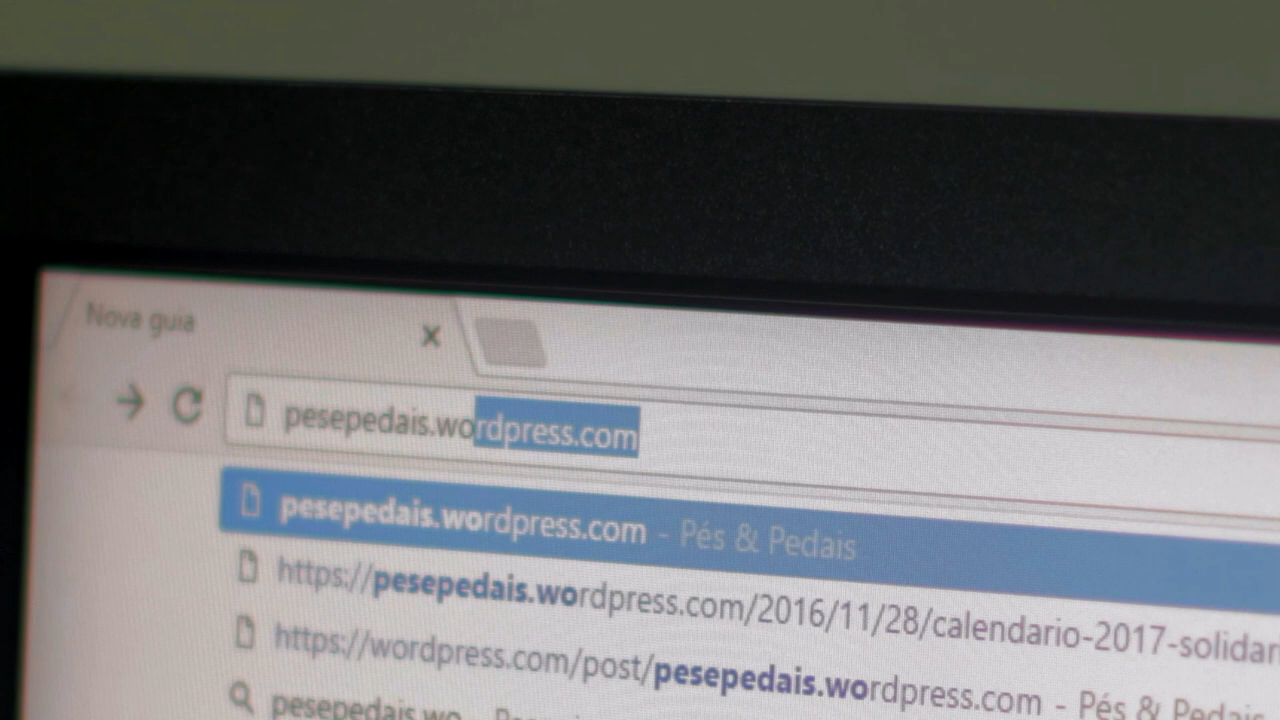 Nova guia
pesepedais.wordpress.com
pesepedais.wordpress.com - Pés & Pedais
https://pesepedais.wordpress.com/2016/11/28/calendario-2017-solidar
https://wordpress.com/post/pesepedais.wordpress.com - Pés & Pedais
pesepedais.wo